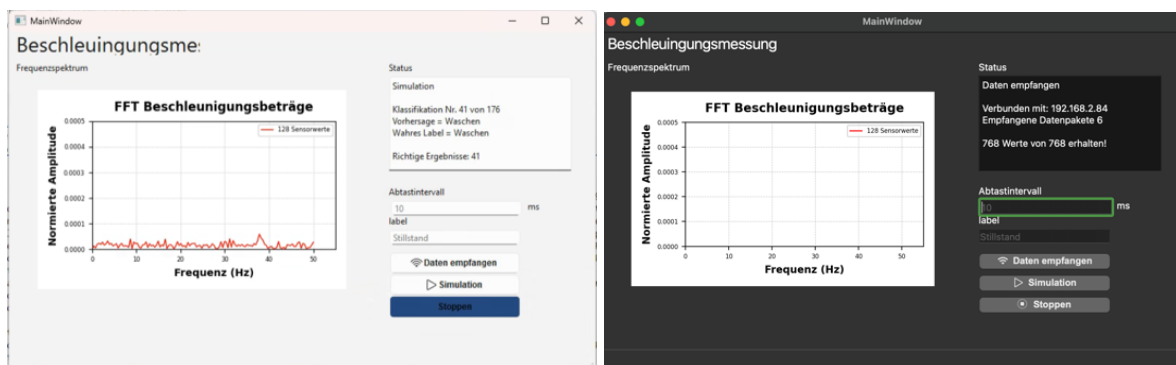 MainWindow
Beschleuingungsme
Frequenzspektrum
FFT Beschleunigungsbeträge
128 Sensorwerte
Normierte Amplitude
0.0005
0.0004
0.0003
0.0002
0.0001
0.0000
0 10 20 30 40 50
Frequenz (Hz)
Status
Simulation
Klassifikation Nr. 41 von 176
Vorhersage = Waschen
Wahres Label = Waschen
Richtige Ergebnisse: 41
Abtastintervall
10 ms
label
Stillstand
Daten empfangen
Simulation
Stoppen
MainWindow
Beschleuingungsmessung
Frequenzspektrum
FFT Beschleunigungsbeträge
128 Sensorwerte
Normierte Amplitude
0.0005
0.0004
0.0003
0.0002
0.0001
0.0000
0 10 20 30 40 50
Frequenz (Hz)
Status
Daten empfangen
Verbunden mit: 192.168.2.84
Empfangene Datenpakete 6
768 Werte von 768 erhalten!
Abtastintervall
10 ms
label
Stillstand
Daten empfangen
Simulation
Stoppen